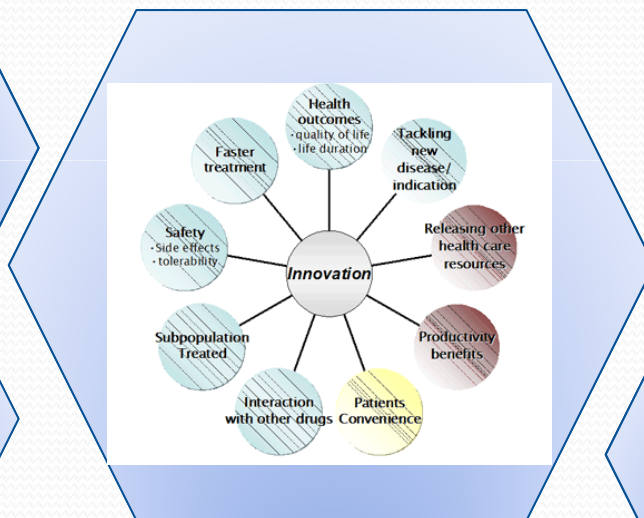 Health
outcomes
·quality of life
·life duration
Tackling
new
disease/
indication
Releasing other
health care
resources
Productivity
benefits
Patients
Convenience
Interaction
with other drugs
Subpopulation
Treated
Safety
·Side effects
·tolerability
Faster
treatment
Innovation